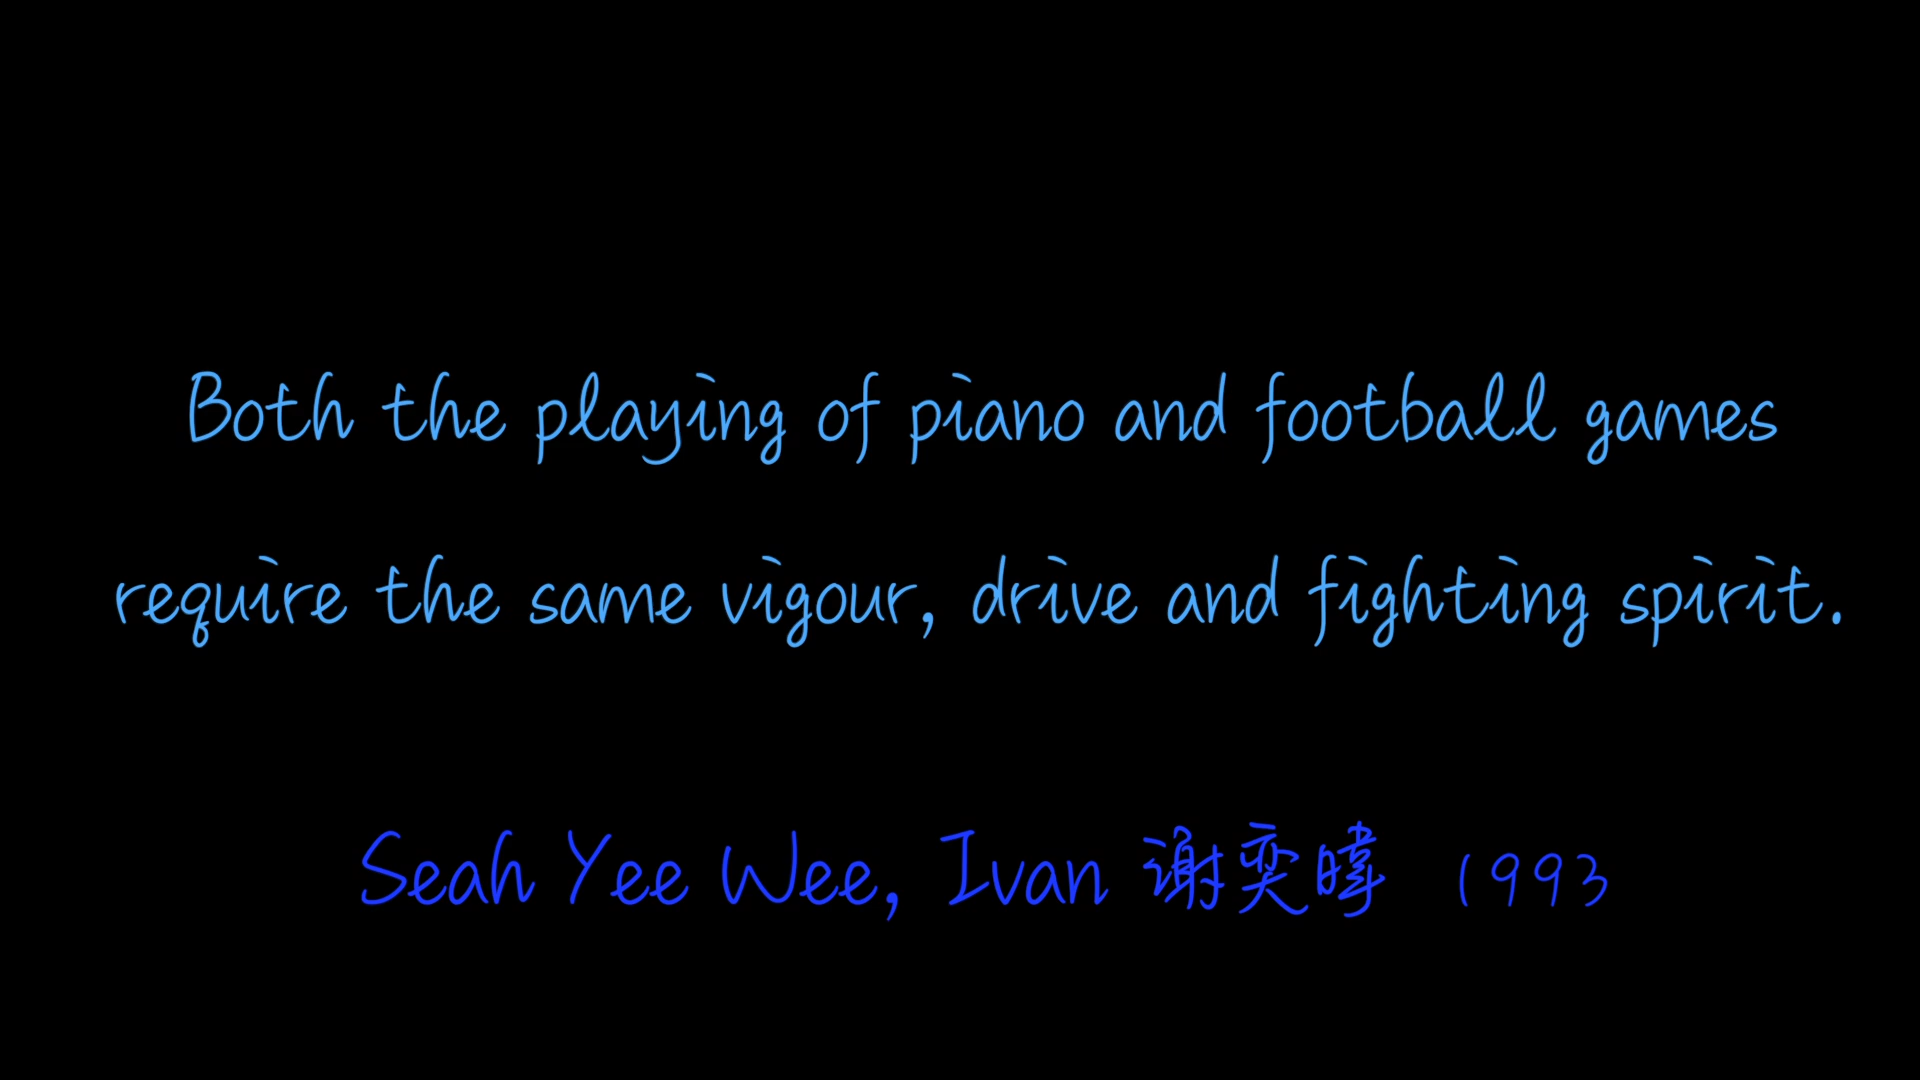 Both the playing of piano and football games
require the same vigour, drive and fighting spirit.
Seah Yee Wee, Ivan 谢奕暐 1993